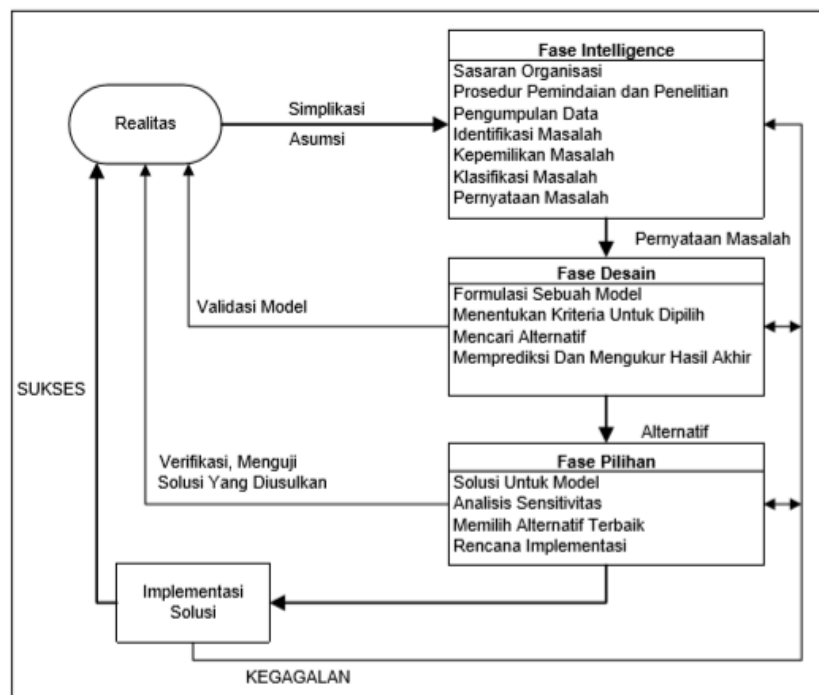 Fase Intelligence
Sasaran Organisasi
Prosedur Pemindaian dan Penelitian
Pengumpulan Data
Identifikasi Masalah
Kepemilikan Masalah
Klasifikasi Masalah
Pernyataan Masalah
Realitas
Simplikasi
Asumsi
Pernyataan Masalah
Fase Desain
Formulasi Sebuah Model
Menentukan Kriteria Untuk Dipilih
Mencari Alternatif
Memprediksi Dan Mengukur Hasil Akhir
Validasi Model
SUKSES
Alternatif
Fase Pilihan
Solusi Untuk Model
Analisis Sensitivitas
Memilih Alternatif Terbaik
Rencana Implementasi
Verifikasi, Menguji
Solusi Yang Diusulkan
Implementasi
Solusi
KEGAGALAN